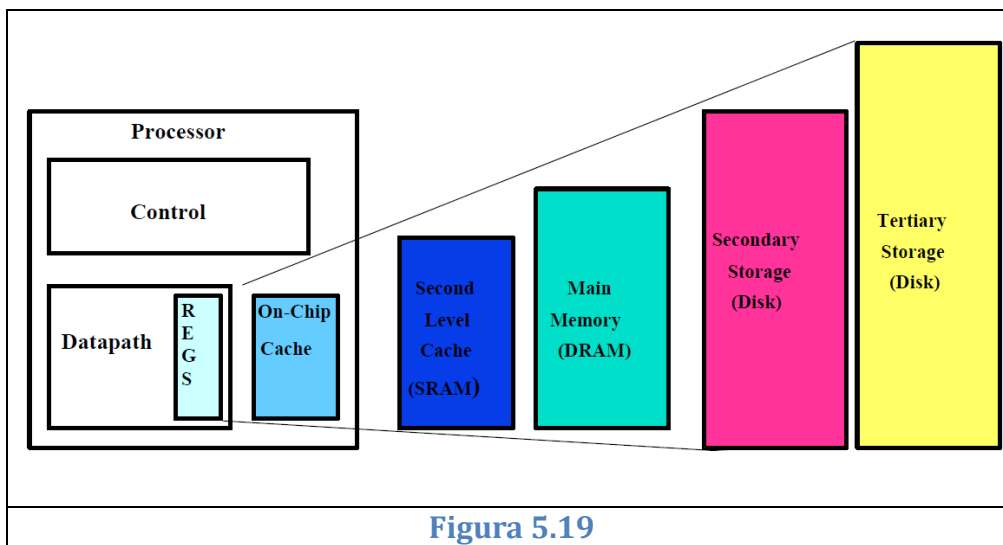 Processor
Control
Datapath
R
E
G
S
On-Chip
Cache
Second
Level
Cache
(SRAM)
Main
Memory
(DRAM)
Secondary
Storage
(Disk)
Tertiary
Storage
(Disk)
Figura 5.19